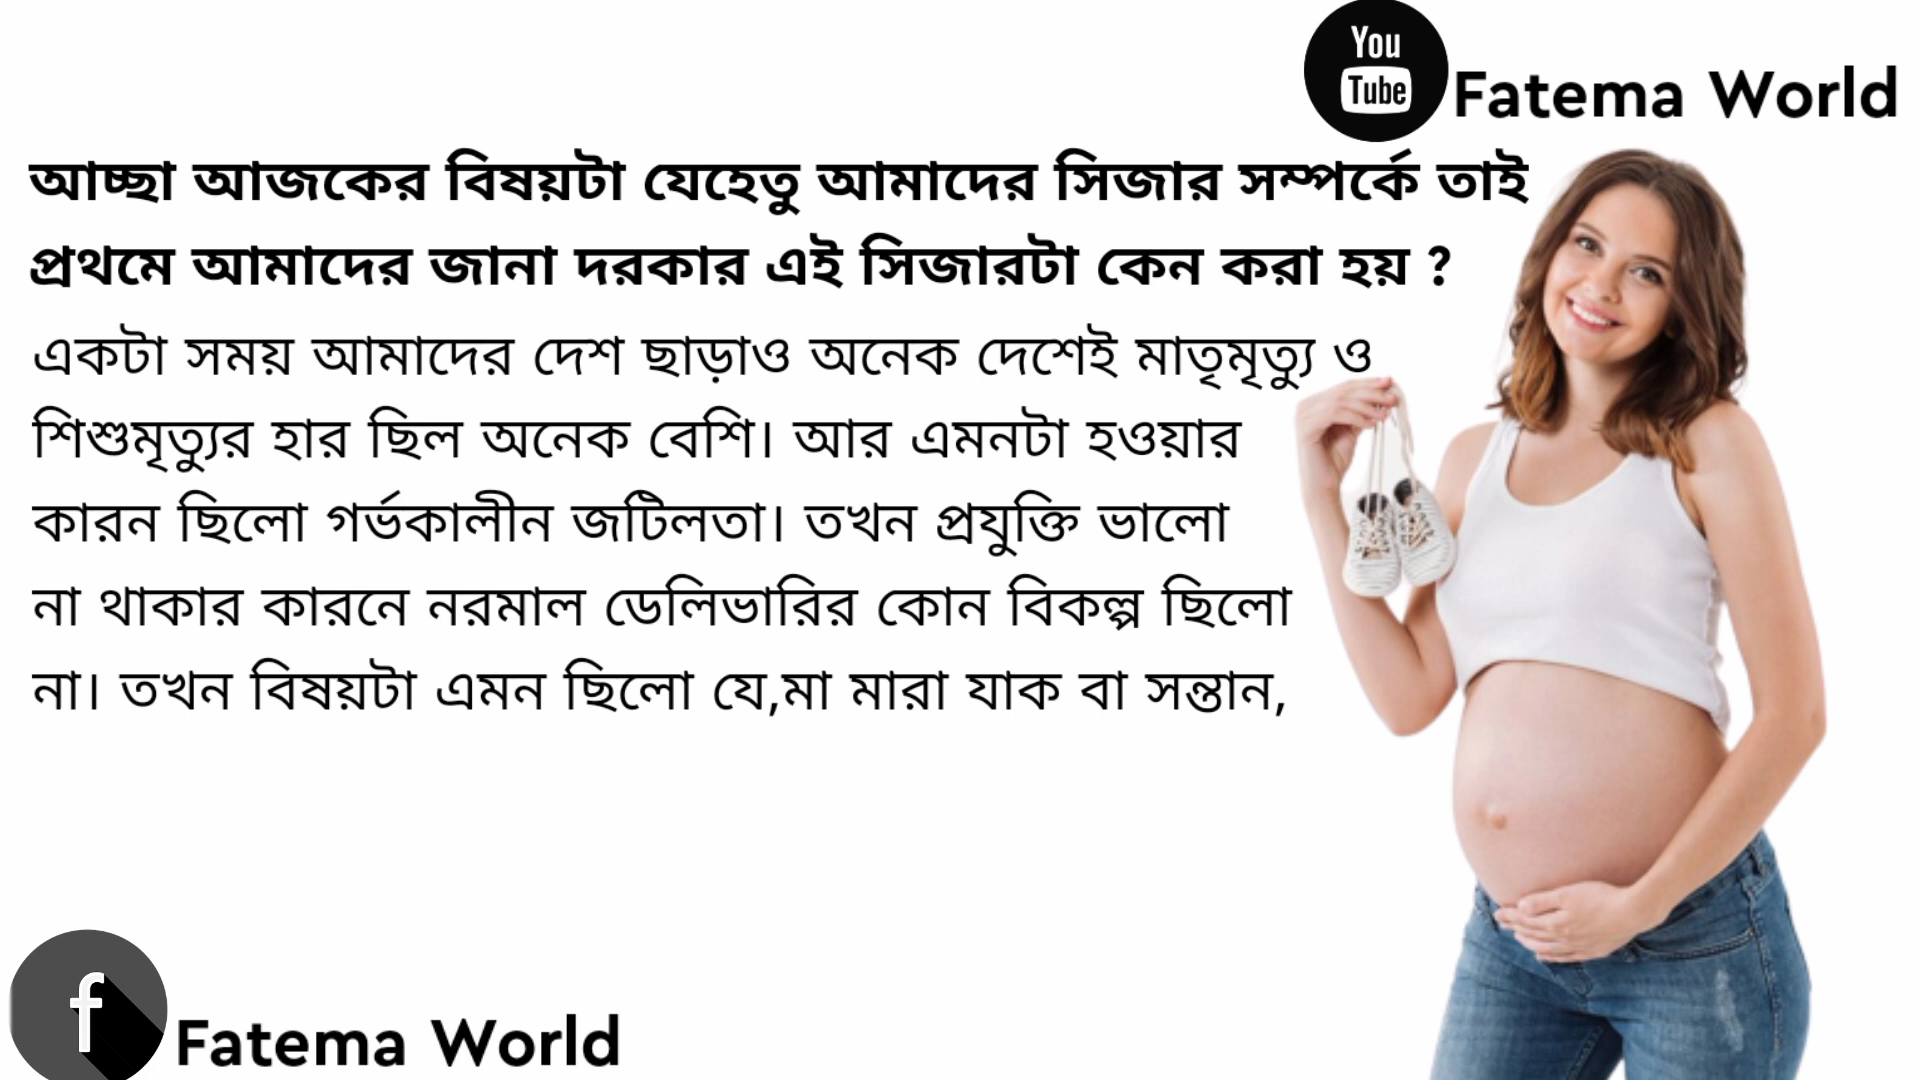 You
Tube
Fatema World
আচ্ছা আজকের বিষয়টা যেহেতু আমাদের সিজার সম্পর্কে তাই
প্রথমে আমাদের জানা দরকার এই সিজারটা কেন করা হয় ?
একটা সময় আমাদের দেশ ছাড়াও অনেক দেশেই মাতৃমৃত্যু ও
শিশুমৃত্যুর হার ছিল অনেক বেশি। আর এমনটা হওয়ার
কারন ছিলো গর্ভকালীন জটিলতা। তখন প্রযুক্তি ভালো
না থাকার কারনে নরমাল ডেলিভারির কোন বিকল্প ছিলো
না। তখন বিষয়টা এমন ছিলো যে,মা মারা যাক বা সন্তান,
f
Fatema World